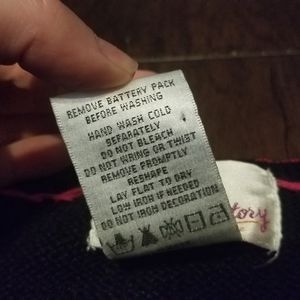 REMOVE BATTERY PACK
BEFORE WASHING
HAND WASH COLD
SEPARATELY
DO NOT BLEACH
DO NOT WRING OR TWIST
REMOVE PROMPTLY
RESHAPE
LAY FLAT TO DRY
LOW IRON IF NEEDED
DO NOT IRON DECORATION
tory